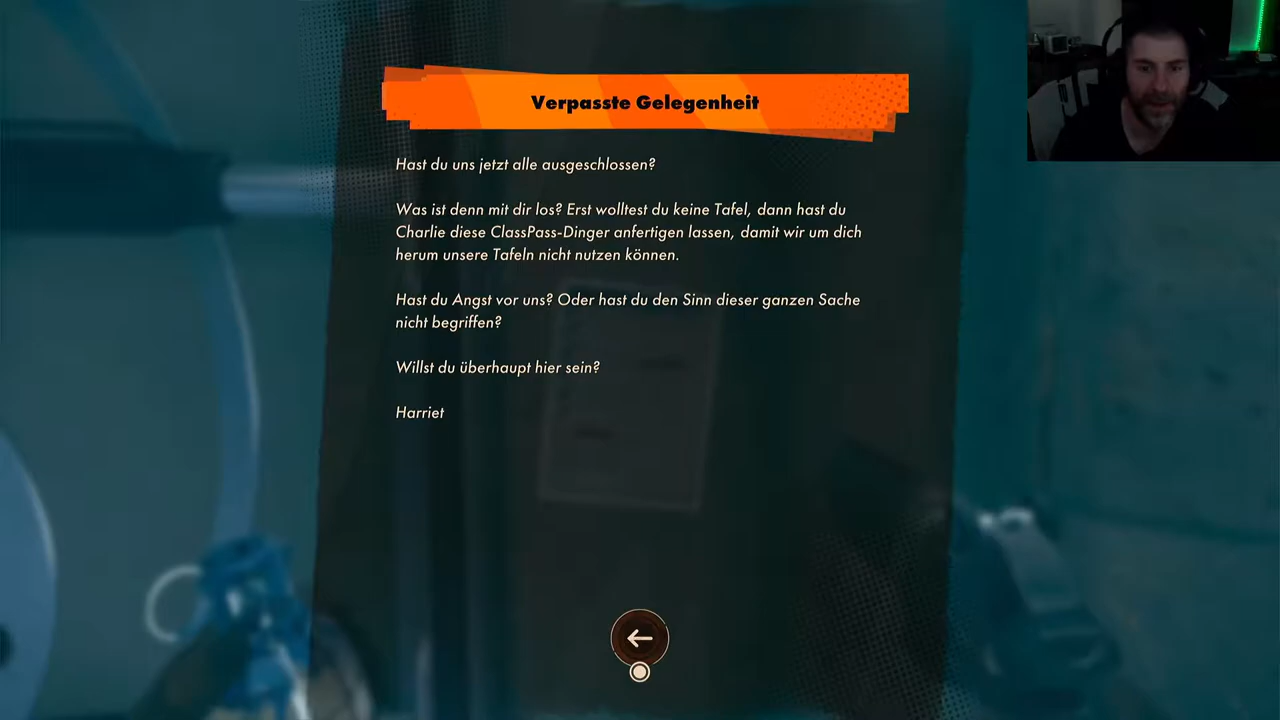 Verpasste Gelegenheit
Hast du uns jetzt alle ausgeschlossen?
Was ist denn mit dir los? Erst wolltest du keine Tafel, dann hast du
Charlie diese ClassPass-Dinger anfertigen lassen, damit wir um dich
herum unsere Tafeln nicht nutzen können.
Hast du Angst vor uns? Oder hast du den Sinn dieser ganzen Sache
nicht begriffen?
Willst du überhaupt hier sein?
Harriet